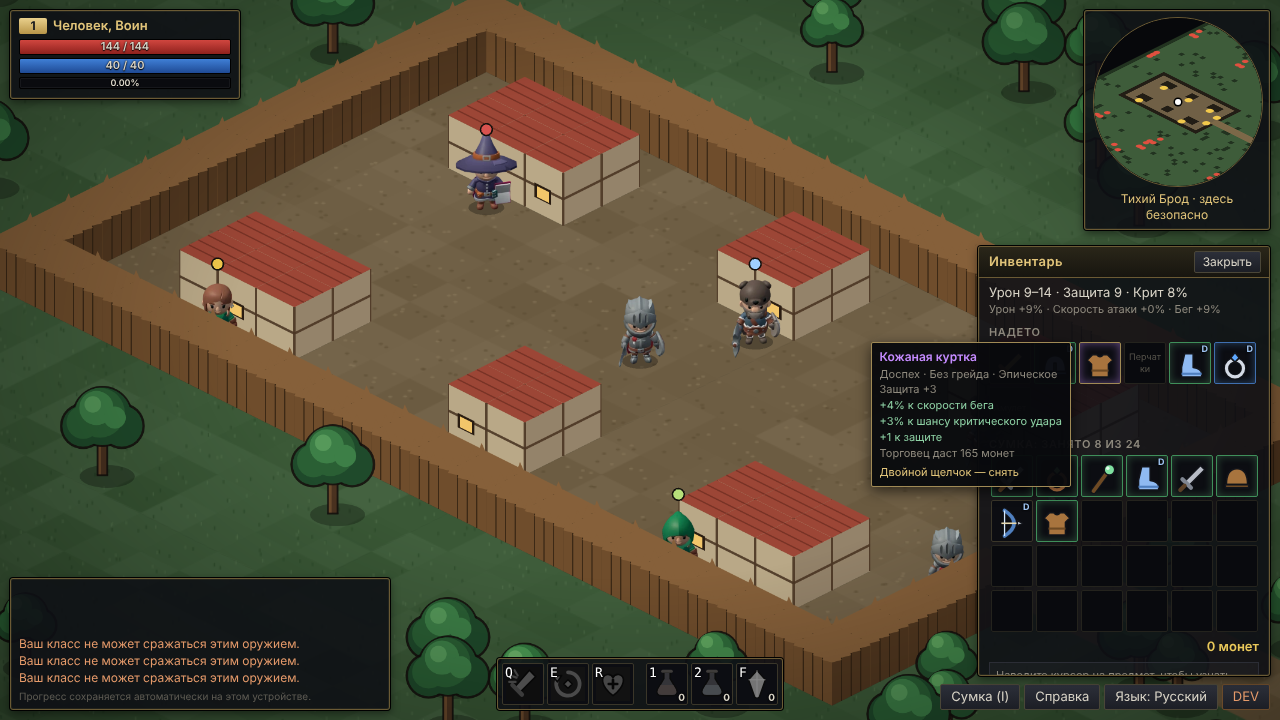 1 Человек, Воин
144 / 144
40 / 40
0.00%
Тихий Брод · здесь
безопасно
Инвентарь
Закрыть
Урон 9–14 · Защита 9 · Крит 8%
Урон +9% · Скорость атаки +0% · Бег +9%
НАДЕТО
Перчат
ки
D
D
Кожаная куртка
Доспех · Без грейда · Эпическое
Защита +3
+4% к скорости бега
+3% к шансу критического удара
+1 к защите
Торговец даст 165 монет
Двойной щелчок — снять
8 ИЗ 24
D
D
0 монет
Ваш класс не может сражаться этим оружием.
Ваш класс не может сражаться этим оружием.
Ваш класс не может сражаться этим оружием.
Прогресс сохраняется автоматически на этом устройстве.
Q E R 1 2 F
0 0 0
Сумка (I)
Справка
Язык: Русский
DEV